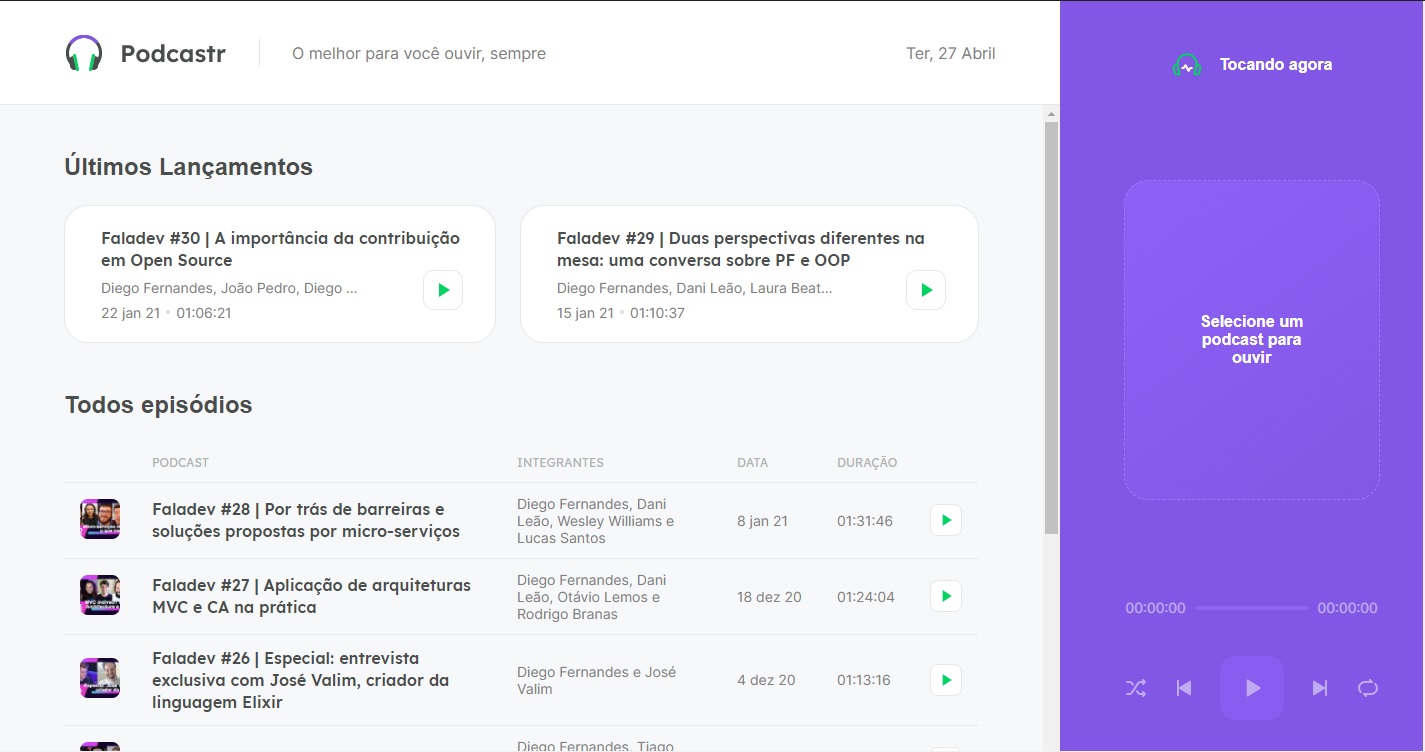 Podcastr
O melhor para você ouvir, sempre
Ter, 27 Abril
Últimos Lançamentos
Faladev #30 | A importância da contribuição
em Open Source
Diego Fernandes, João Pedro, Diego ...
22 jan 21 • 01:06:21
Faladev #29 | Duas perspectivas diferentes na
mesa: uma conversa sobre PF e OOP
Diego Fernandes, Dani Leão, Laura Beat...
15 jan 21 • 01:10:37
Todos episódios
PODCAST INTEGRANTES DATA DURAÇÃO
Faladev #28 | Por trás de barreiras e
soluções propostas por micro-serviços
Diego Fernandes, Dani
Leão, Wesley Williams e
Lucas Santos
8 jan 21
01:31:46
Faladev #27 | Aplicação de arquiteturas
MVC e CA na prática
Diego Fernandes, Dani
Leão, Otávio Lemos e
Rodrigo Branas
18 dez 20
01:24:04
Faladev #26 | Especial: entrevista
exclusiva com José Valim, criador da
linguagem Elixir
Diego Fernandes e José
Valim
4 dez 20
01:13:16
Diego Fernandes, Tiago
Tocando agora
Selecione um
podcast para
ouvir
00:00:00
00:00:00